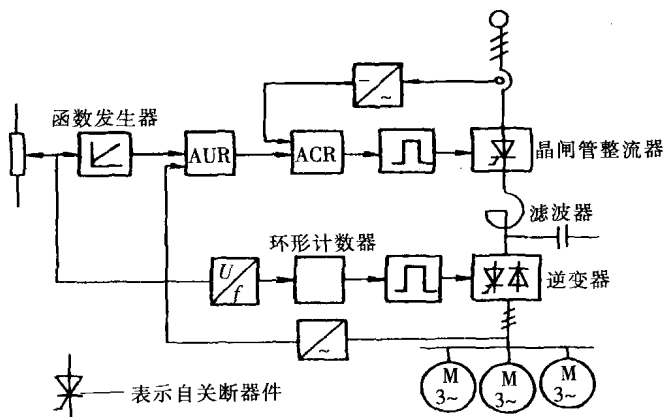 函数发生器
AUR
ACR
晶闸管整流器
滤波器
环形计数器
U
f
逆变器
~
−
~
M
3~
M
3~
M
3~
表示自关断器件